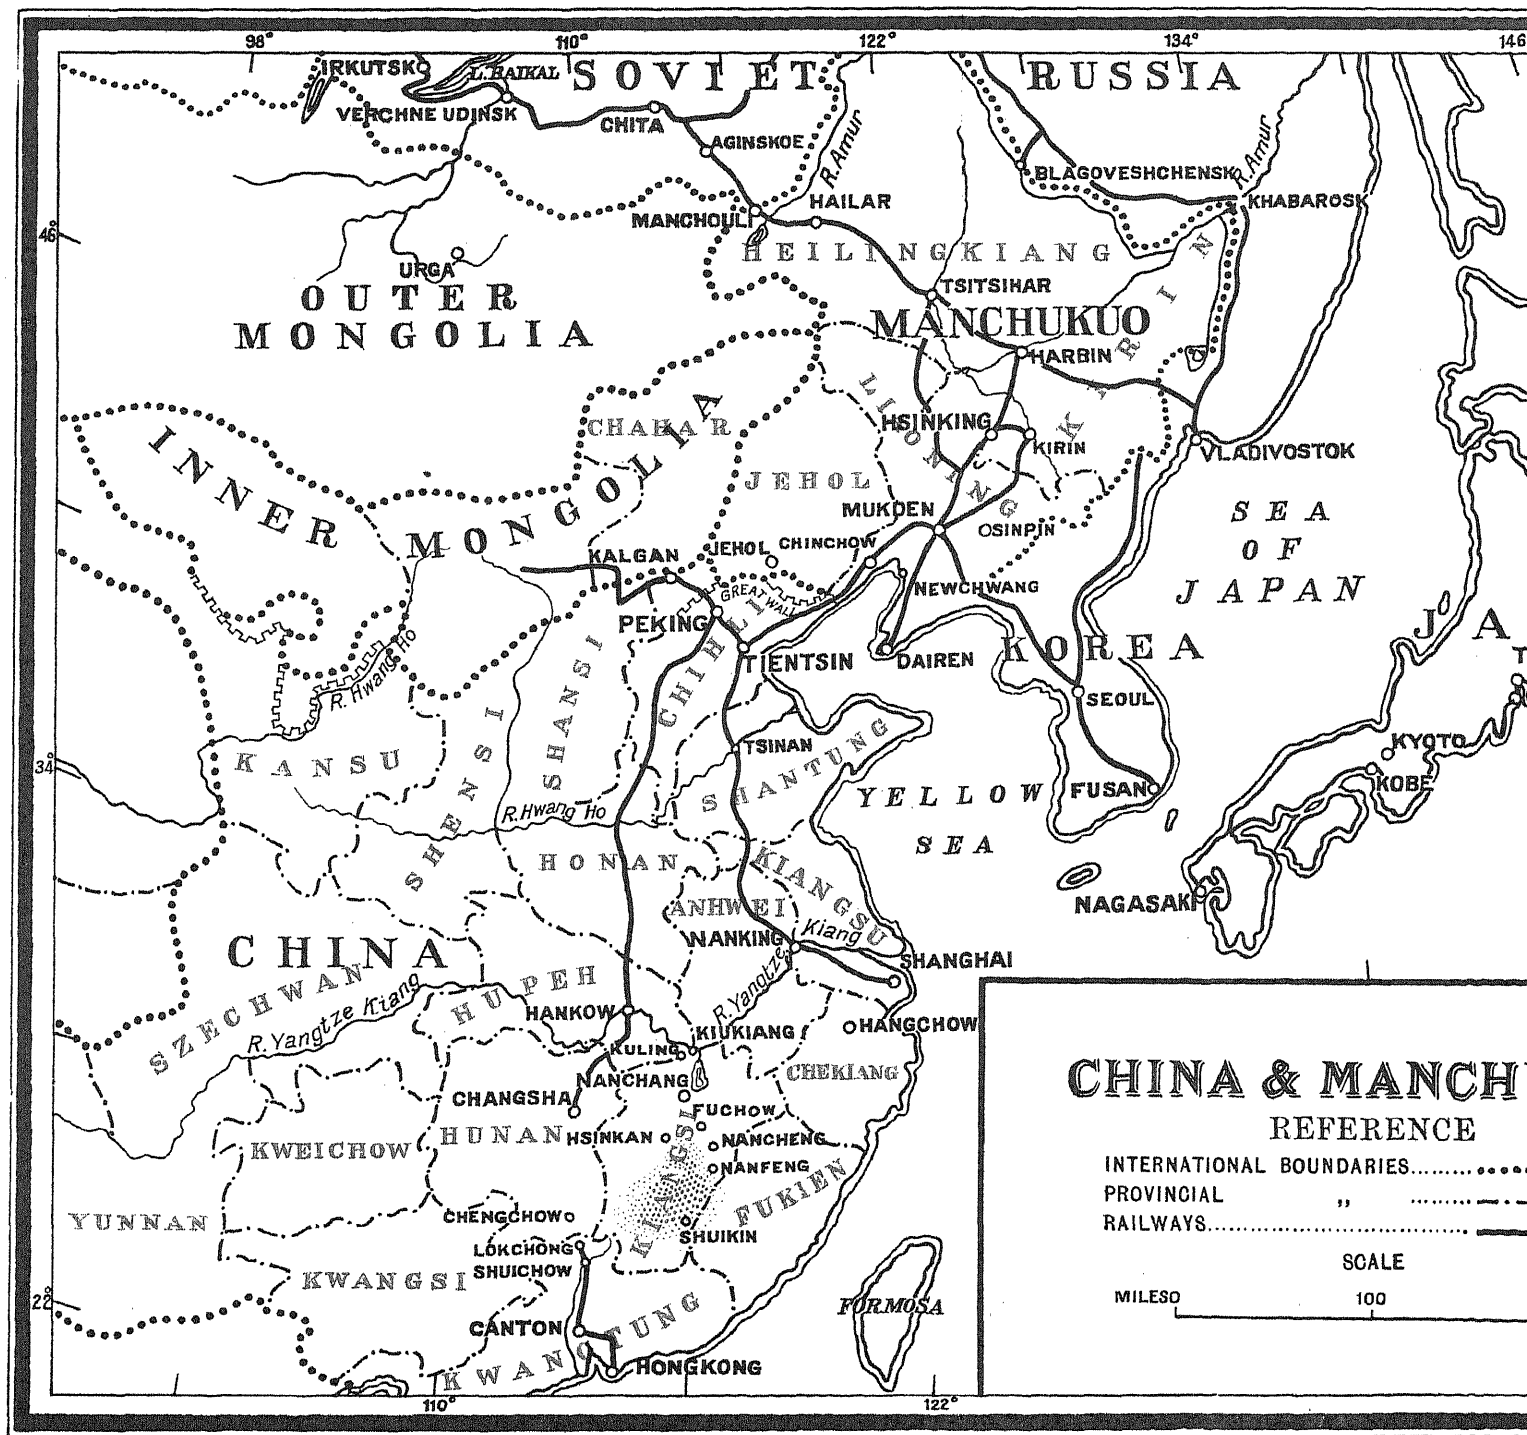 98° 110° 122° 134° 146
IRKUTSK
L. BAIKAL
SOVIET RUSSIA
VERCHNE UDINSK
CHITA
AGINSKOE
R. Amur
R. Amur
BLAGOVESHCHENSK
KHABAROSK
MANCHOULI
HAILAR
46°
HEILINGKIANG
URGA
OUTER
MONGOLIA
TSITSIHAR
MANCHUKUO
HARBIN
KIRIN
LIAOTUNG
CHAHAR
INNER MONGOLIA
HSINKING
KIRIN
VLADIVOSTOK
JEHOL
MUKDEN
OSINPIN
SEA
OF
JAPAN
KALGAN
JEHOL
CHINCHOW
NEWCHWANG
GREAT WALL
PEKING
TIENTSIN
DAIREN
KOREA
J A
T
R. Hwang Ho
CHIHLI
SHANSI
SHENSI
KANSU
SEOUL
TSINAN
SHANTUNG
KYOTO
KOBE
34°
R. Hwang Ho
YELLOW
SEA
FUSAN
HONAN
KIANGSU
ANHWEI
NAGASAKI
NANKING
Kiang
SHANGHAI
CHINA
SZECHWAN
R. Yangtze Kiang
HUPEH
HANKOW
R. Yangtze
KIUKIANG
HANGCHOW
KULING
NANCHANG
CHEKIANG
CHANGSHA
FUCHOW
HUNAN
HSINKAN
NANCHENG
KWEICHOW
NANFENG
KIANGSI
FUKIEN
YUNNAN
CHENGCHOW
SHUIKIN
LOKCHONG
SHUICHOW
KWANGSI
22°
FORMOSA
CANTON
KWANGTUNG
HONGKONG
110° 122°
CHINA & MANCH
REFERENCE
INTERNATIONAL BOUNDARIES
PROVINCIAL „
RAILWAYS
SCALE
MILES 0 100